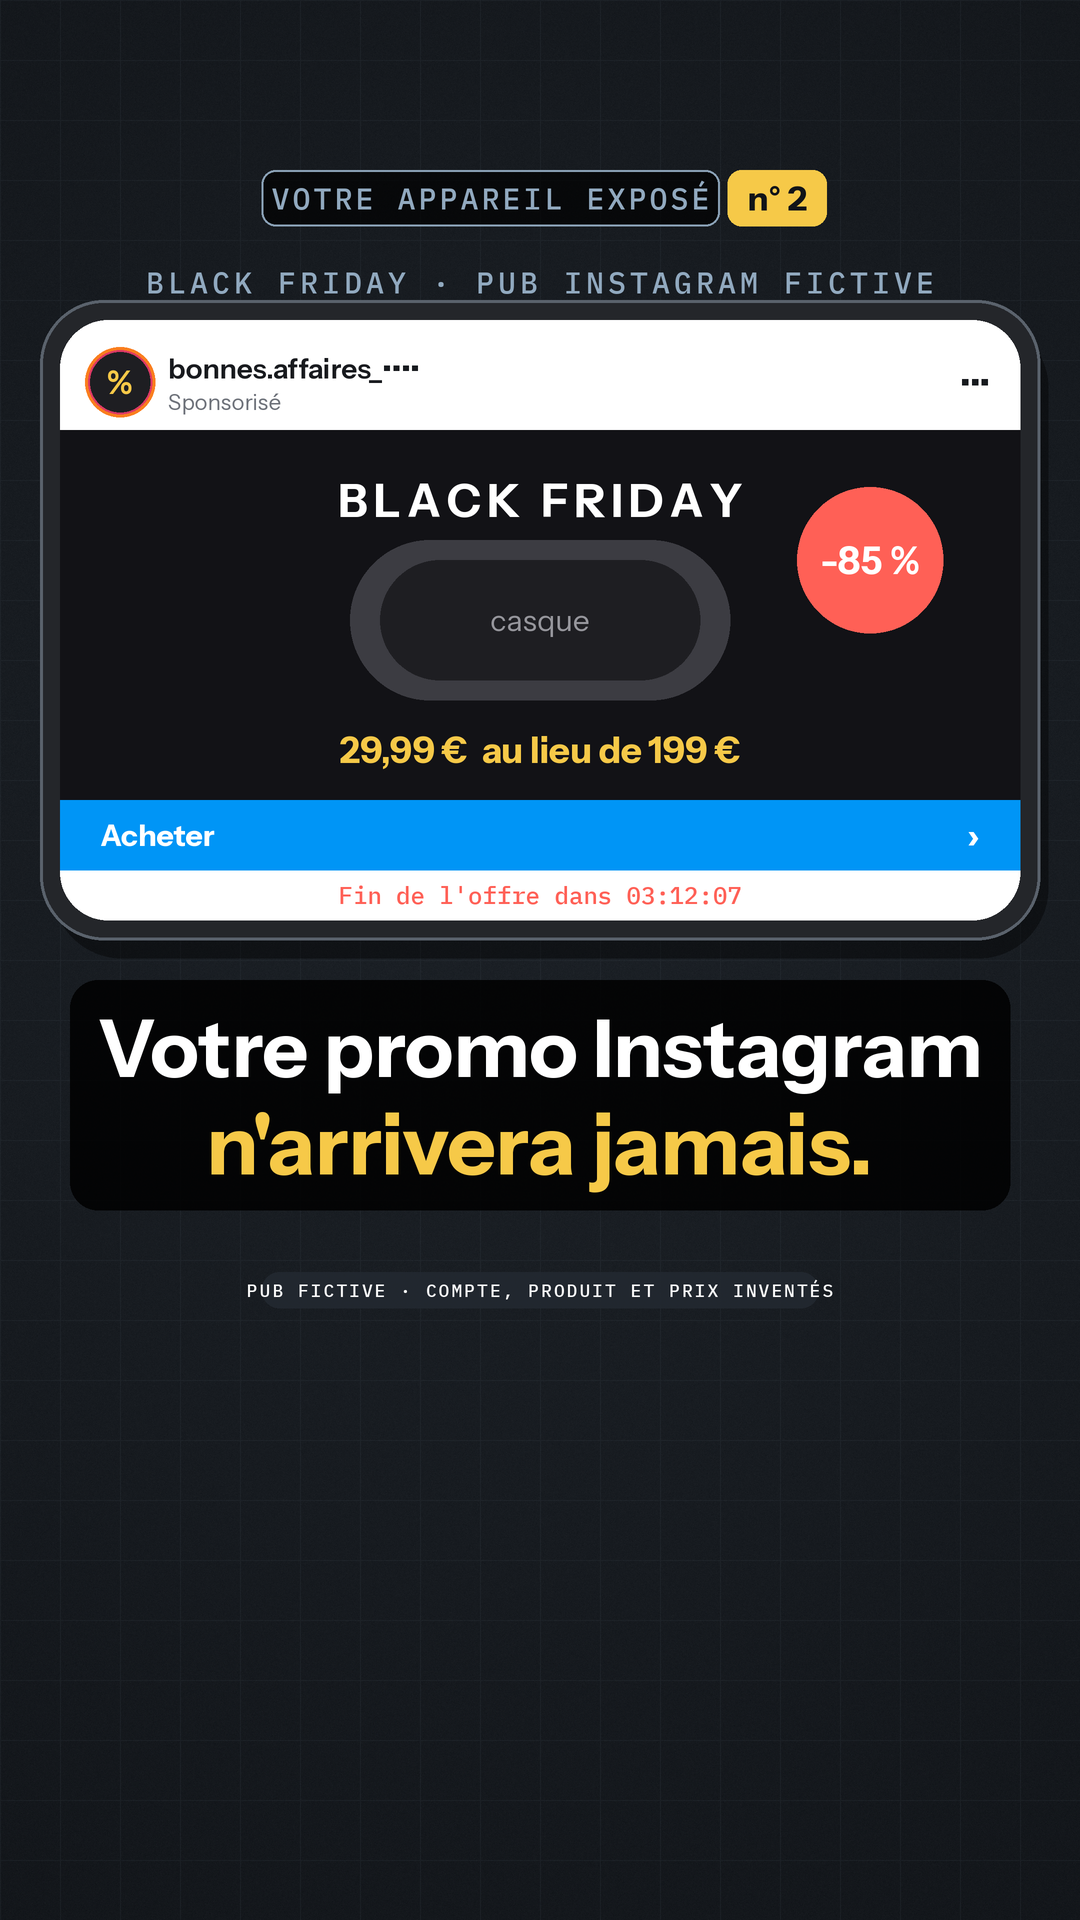 VOTRE APPAREIL EXPOSÉ n° 2
BLACK FRIDAY · PUB INSTAGRAM FICTIVE
%
bonnes.affaires_····
Sponsorisé
BLACK FRIDAY
-85 %
casque
29,99 € au lieu de 199 €
Acheter ›
Fin de l'offre dans 03:12:07
Votre promo Instagram
n'arrivera jamais.
PUB FICTIVE · COMPTE, PRODUIT ET PRIX INVENTÉS